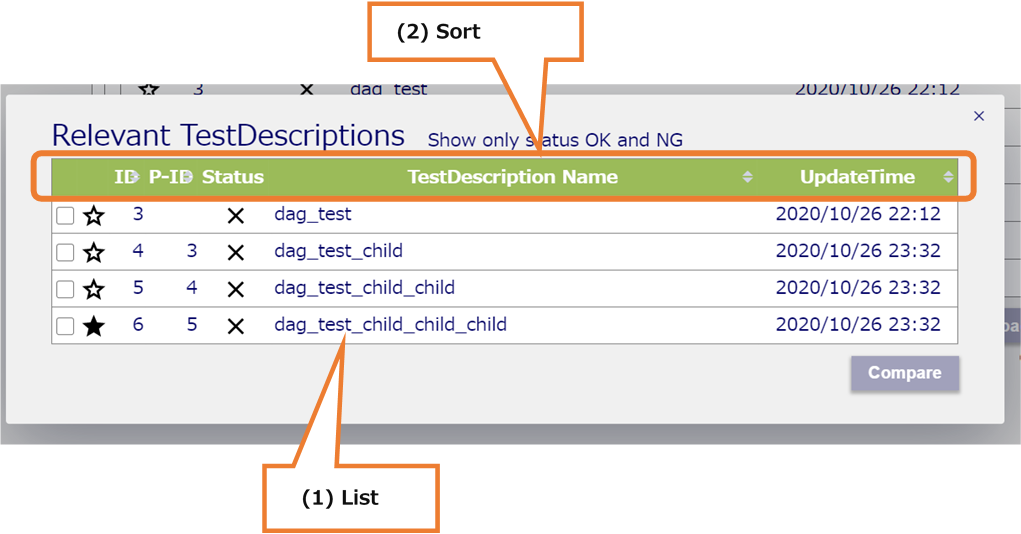 (2) Sort
3 dag_test 2020/10/26 22:12
×
Relevant TestDescriptions Show only status OK and NG
ID P-ID Status TestDescription Name UpdateTime
3 dag_test 2020/10/26 22:12
4 3 dag_test_child 2020/10/26 23:32
5 4 dag_test_child_child 2020/10/26 23:32
6 5 dag_test_child_child_child 2020/10/26 23:32
Compare
(1) List